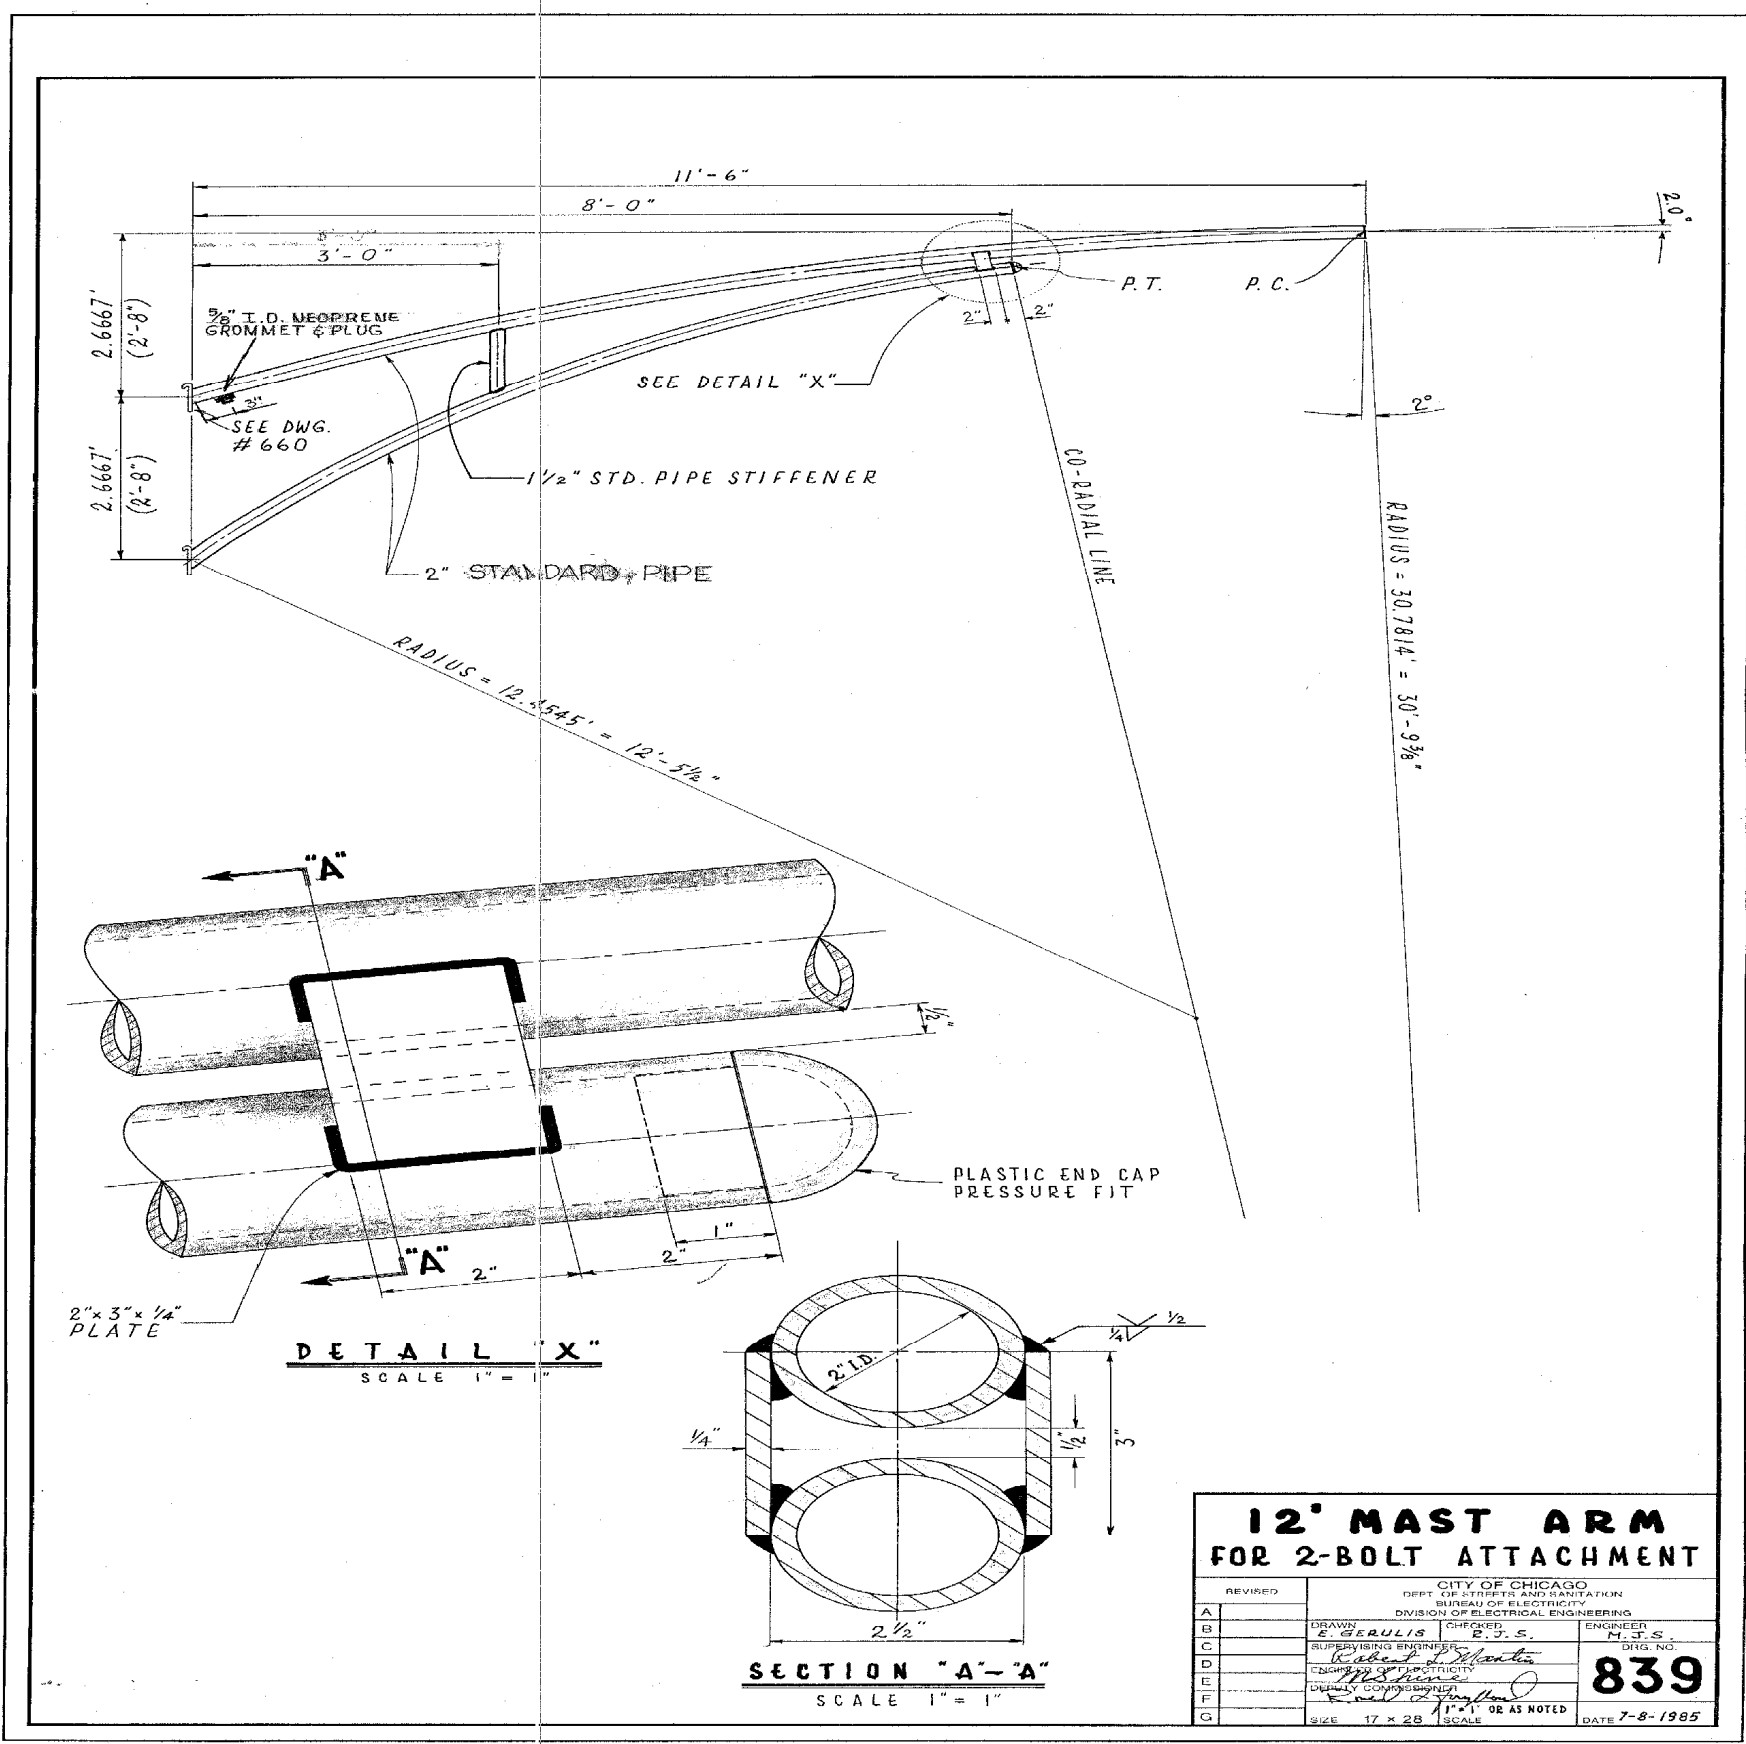 11'-6"
8'-0"
3'-0"
2.0°
2.6667'
(2'-8")
2.6667'
(2'-8")
5/8" I.D. NEOPRENE
GROMMET & PLUG
3"
SEE DWG.
# 660
P.T.
P.C.
2"
2"
SEE DETAIL "X"
2°
1 1/2" STD. PIPE STIFFENER
2" STANDARD PIPE
CO-RADIAL LINE
RADIUS = 30.7814' = 30'-9 3/8"
RADIUS = 12.4545' = 12'-5 1/2"
"A"
1/2"
PLASTIC END CAP
PRESSURE FIT
1"
2"
2"
"A"
2" x 3" x 1/4"
PLATE
DETAIL "X"
SCALE 1" = 1"
1/4
1/2
2" I.D.
1/4"
1/2"
3"
2 1/2"
SECTION "A"-"A"
SCALE 1" = 1"
12' MAST ARM
FOR 2-BOLT ATTACHMENT
REVISED
A
B
C
D
E
F
G
CITY OF CHICAGO
DEPT OF STREETS AND SANITATION
BUREAU OF ELECTRICITY
DIVISION OF ELECTRICAL ENGINEERING
DRAWN E. GERULIS
CHECKED R.J.S.
ENGINEER M.J.S.
SUPERVISING ENGINEER Robert L. Martin
ENGINEER OF ELECTRICITY
DEPUTY COMMISSIONER
DRG. NO.
839
SIZE 17 x 28
SCALE 1"=1' OR AS NOTED
DATE 7-8-1985